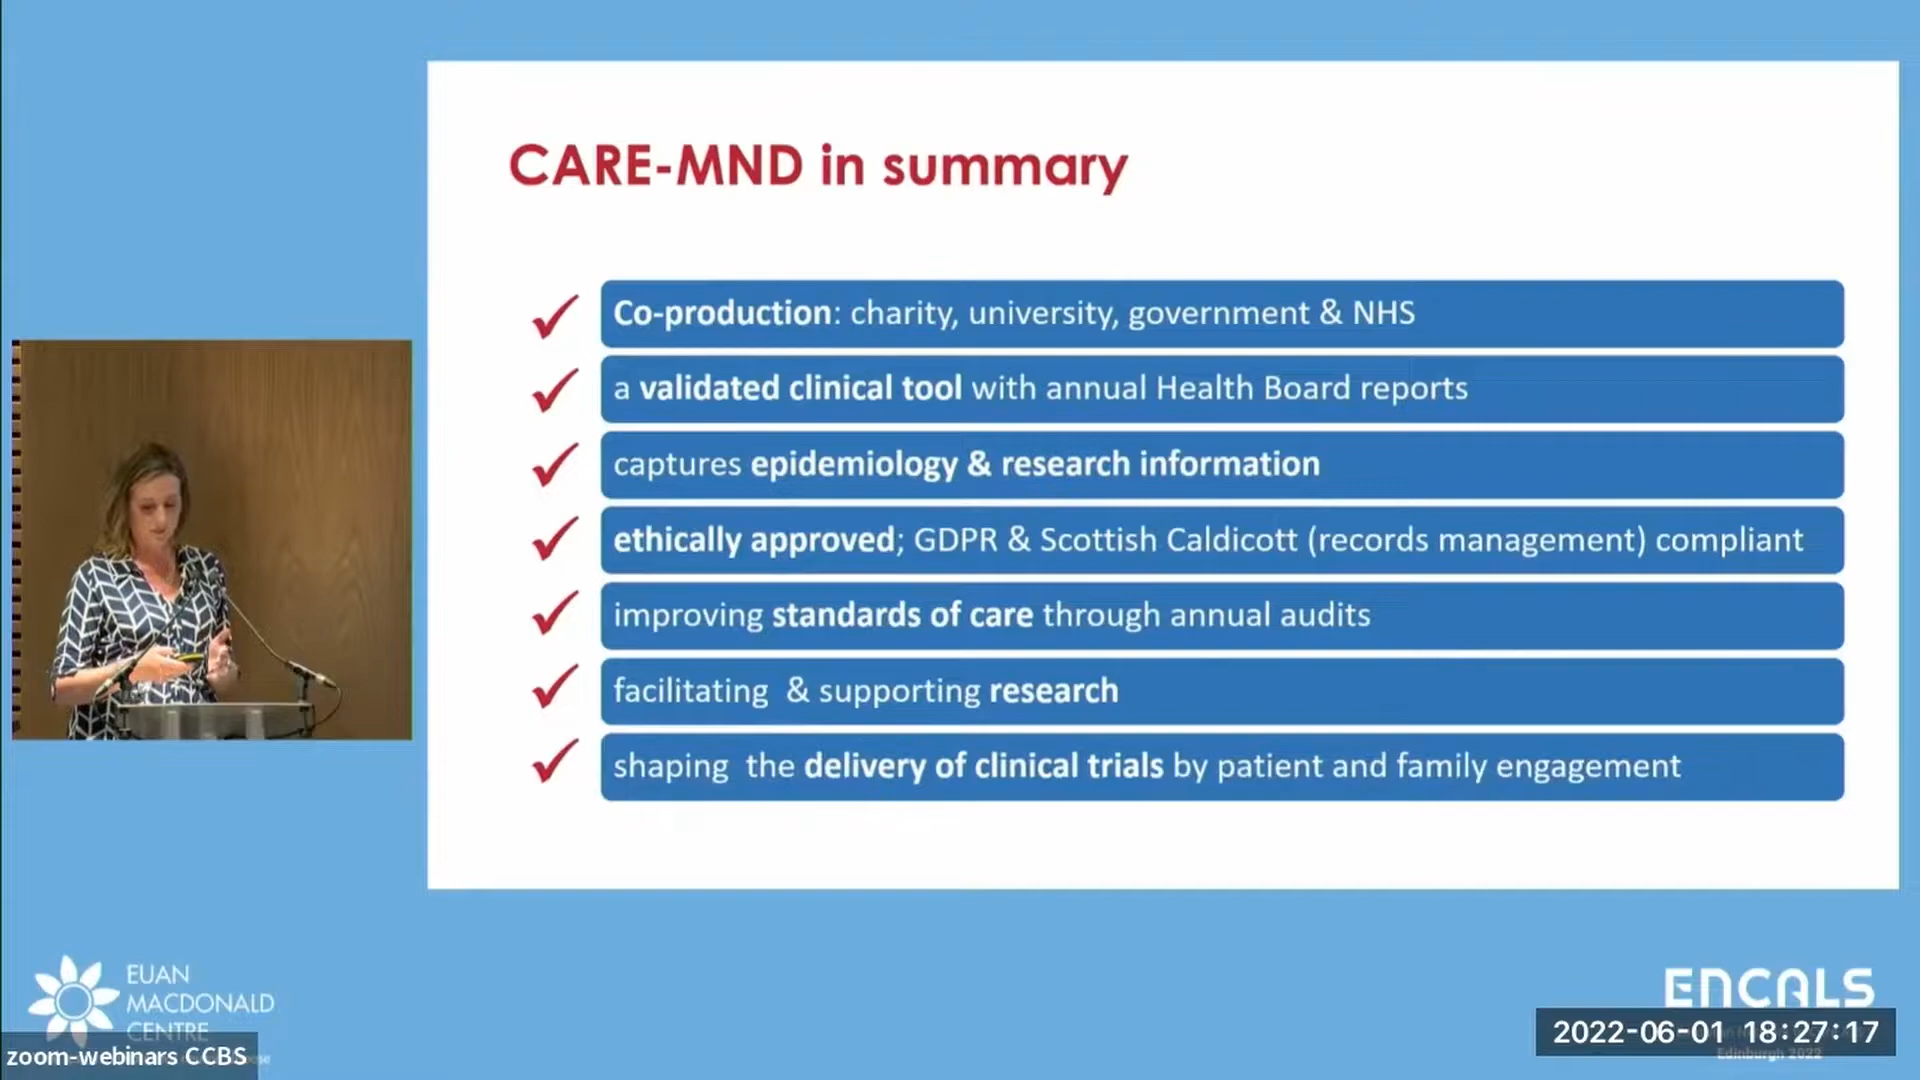 CARE-MND in summary
Co-production: charity, university, government & NHS
a validated clinical tool with annual Health Board reports
captures epidemiology & research information
ethically approved; GDPR & Scottish Caldicott (records management) compliant
improving standards of care through annual audits
facilitating & supporting research
shaping the delivery of clinical trials by patient and family engagement
EUAN
MACDONALD
CENTRE
zoom-webinars CCBS
ENCALS
2022-06-01 18:27:17
Edinburgh 2022